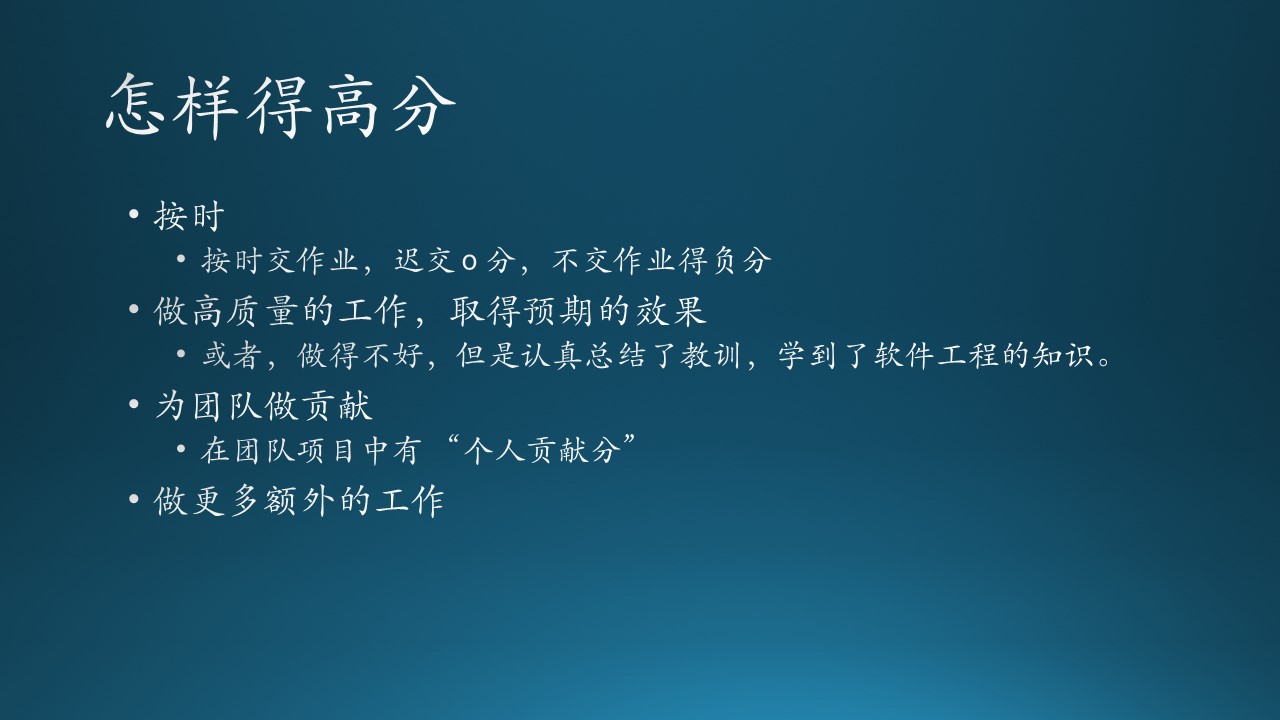 怎样得高分
• 按时
• 按时交作业，迟交o分，不交作业得负分
• 做高质量的工作，取得预期的效果
• 或者，做得不好，但是认真总结了教训，学到了软件工程的知识。
• 为团队做贡献
• 在团队项目中有 “个人贡献分”
• 做更多额外的工作